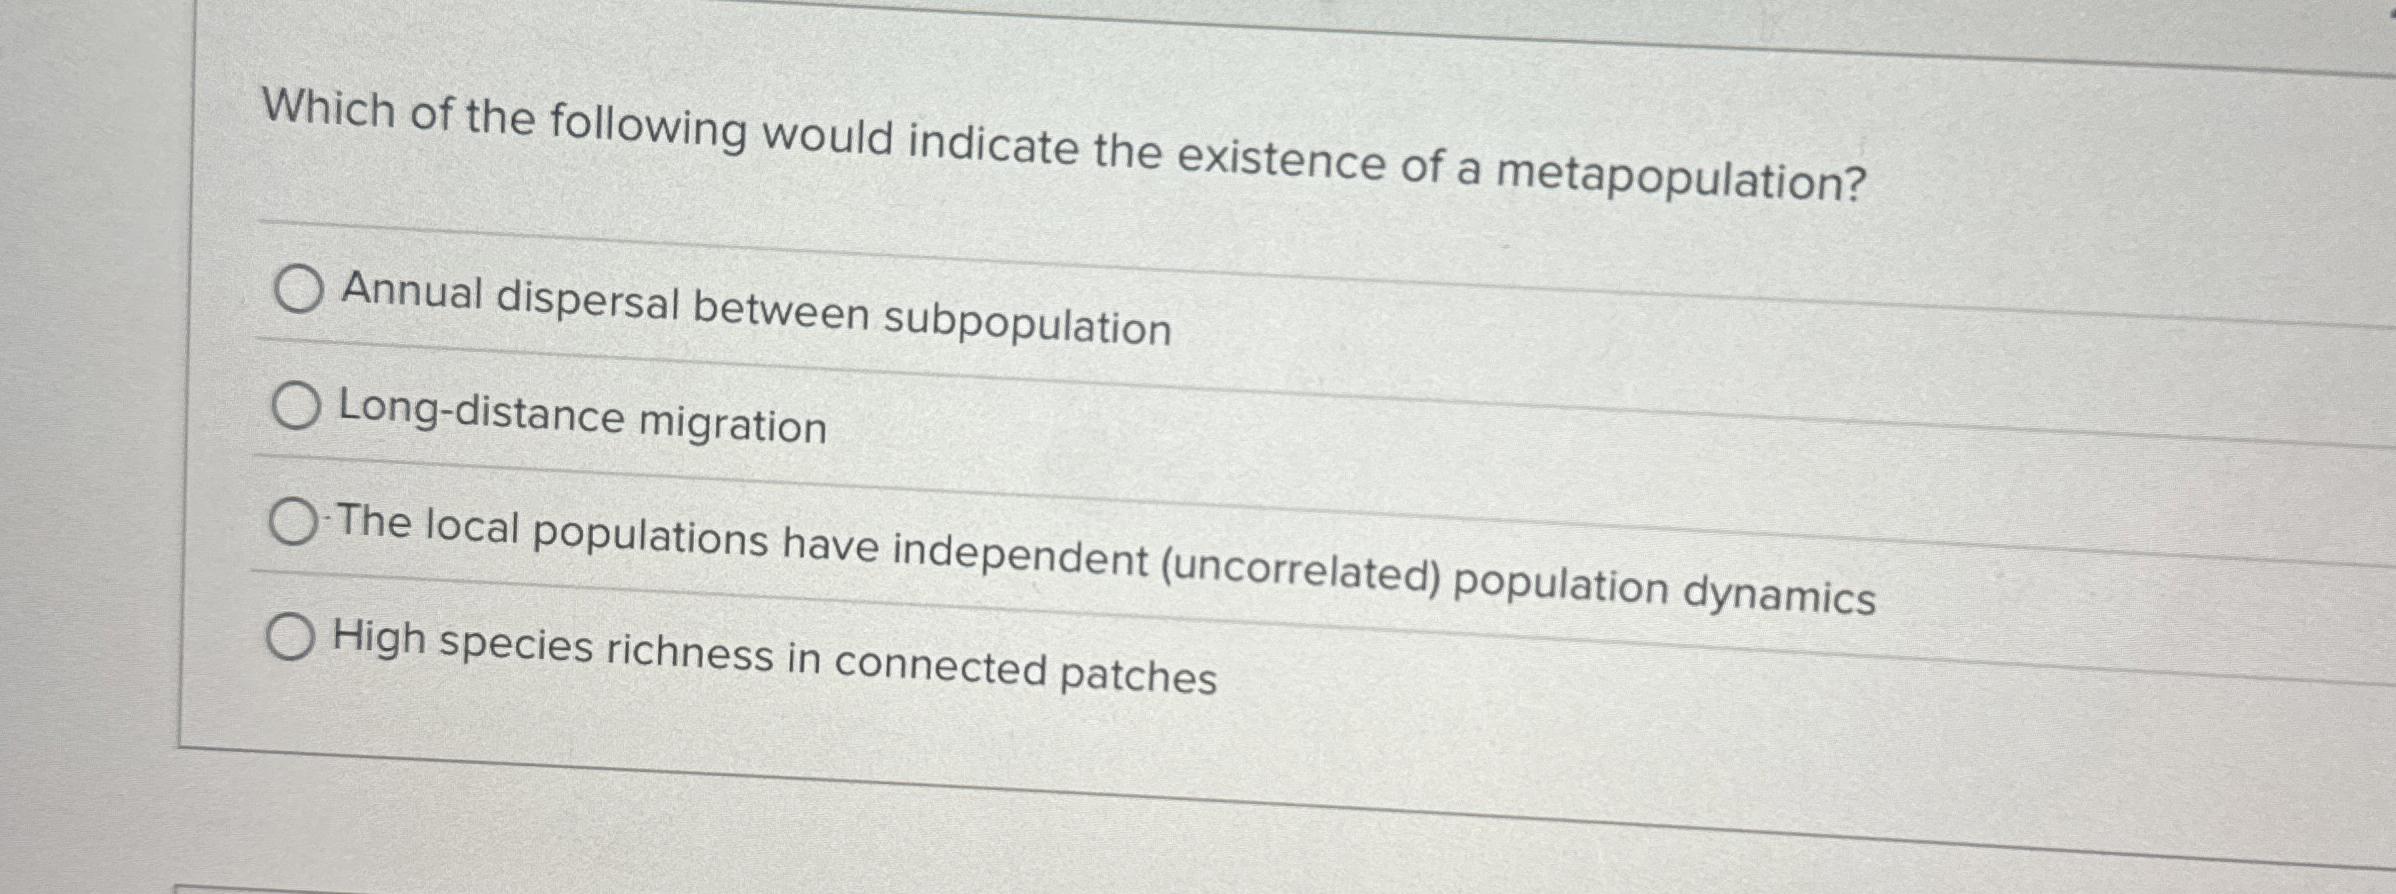 Which of the following would indicate the existence of a metapopulation?
Annual dispersal between subpopulation
Long-distance migration
-The local populations have independent (uncorrelated) population dynamics
High species richness in connected patches